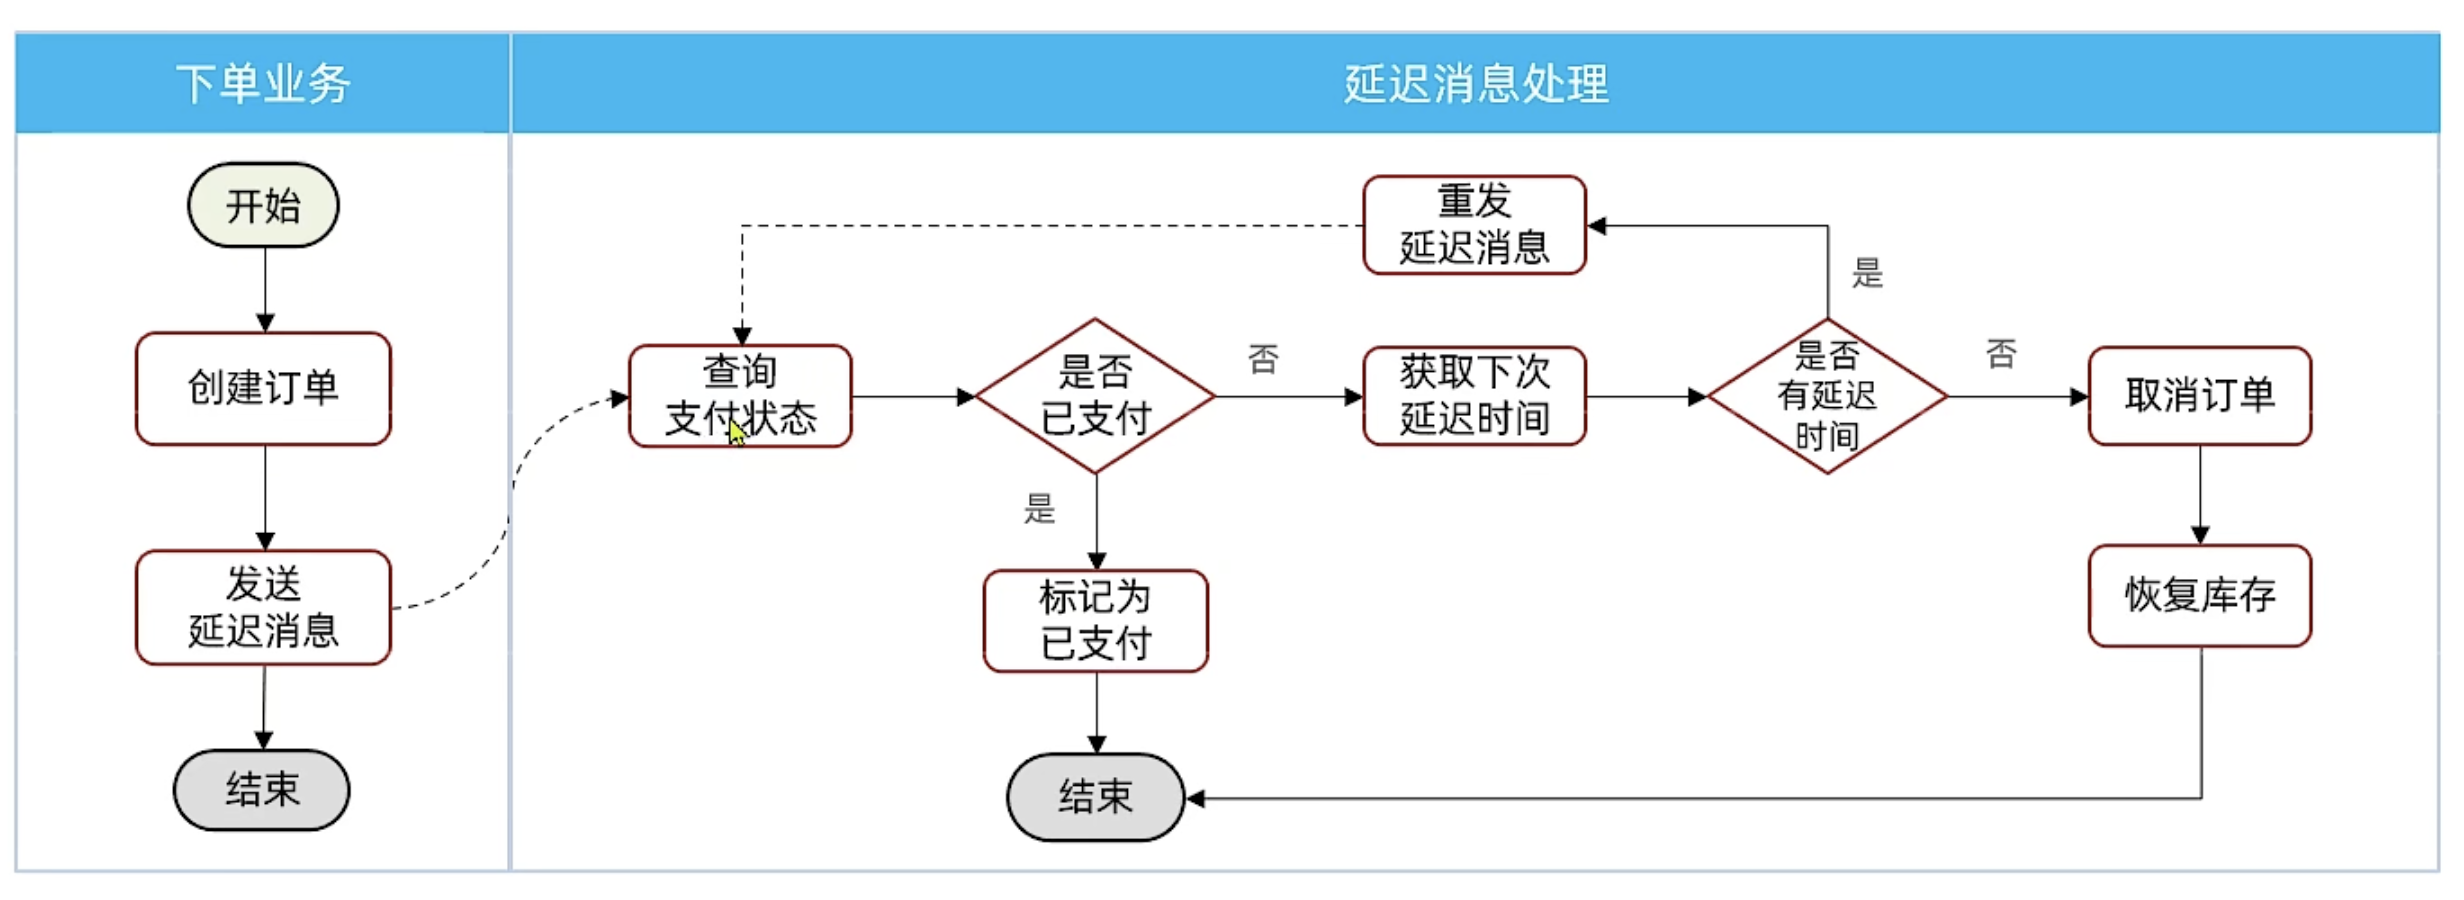 下单业务
延迟消息处理
开始
创建订单
发送
延迟消息
结束
重发
延迟消息
是
查询
支付状态
是否
已支付
否
获取下次
延迟时间
是否
有延迟
时间
否
取消订单
是
标记为
已支付
恢复库存
结束